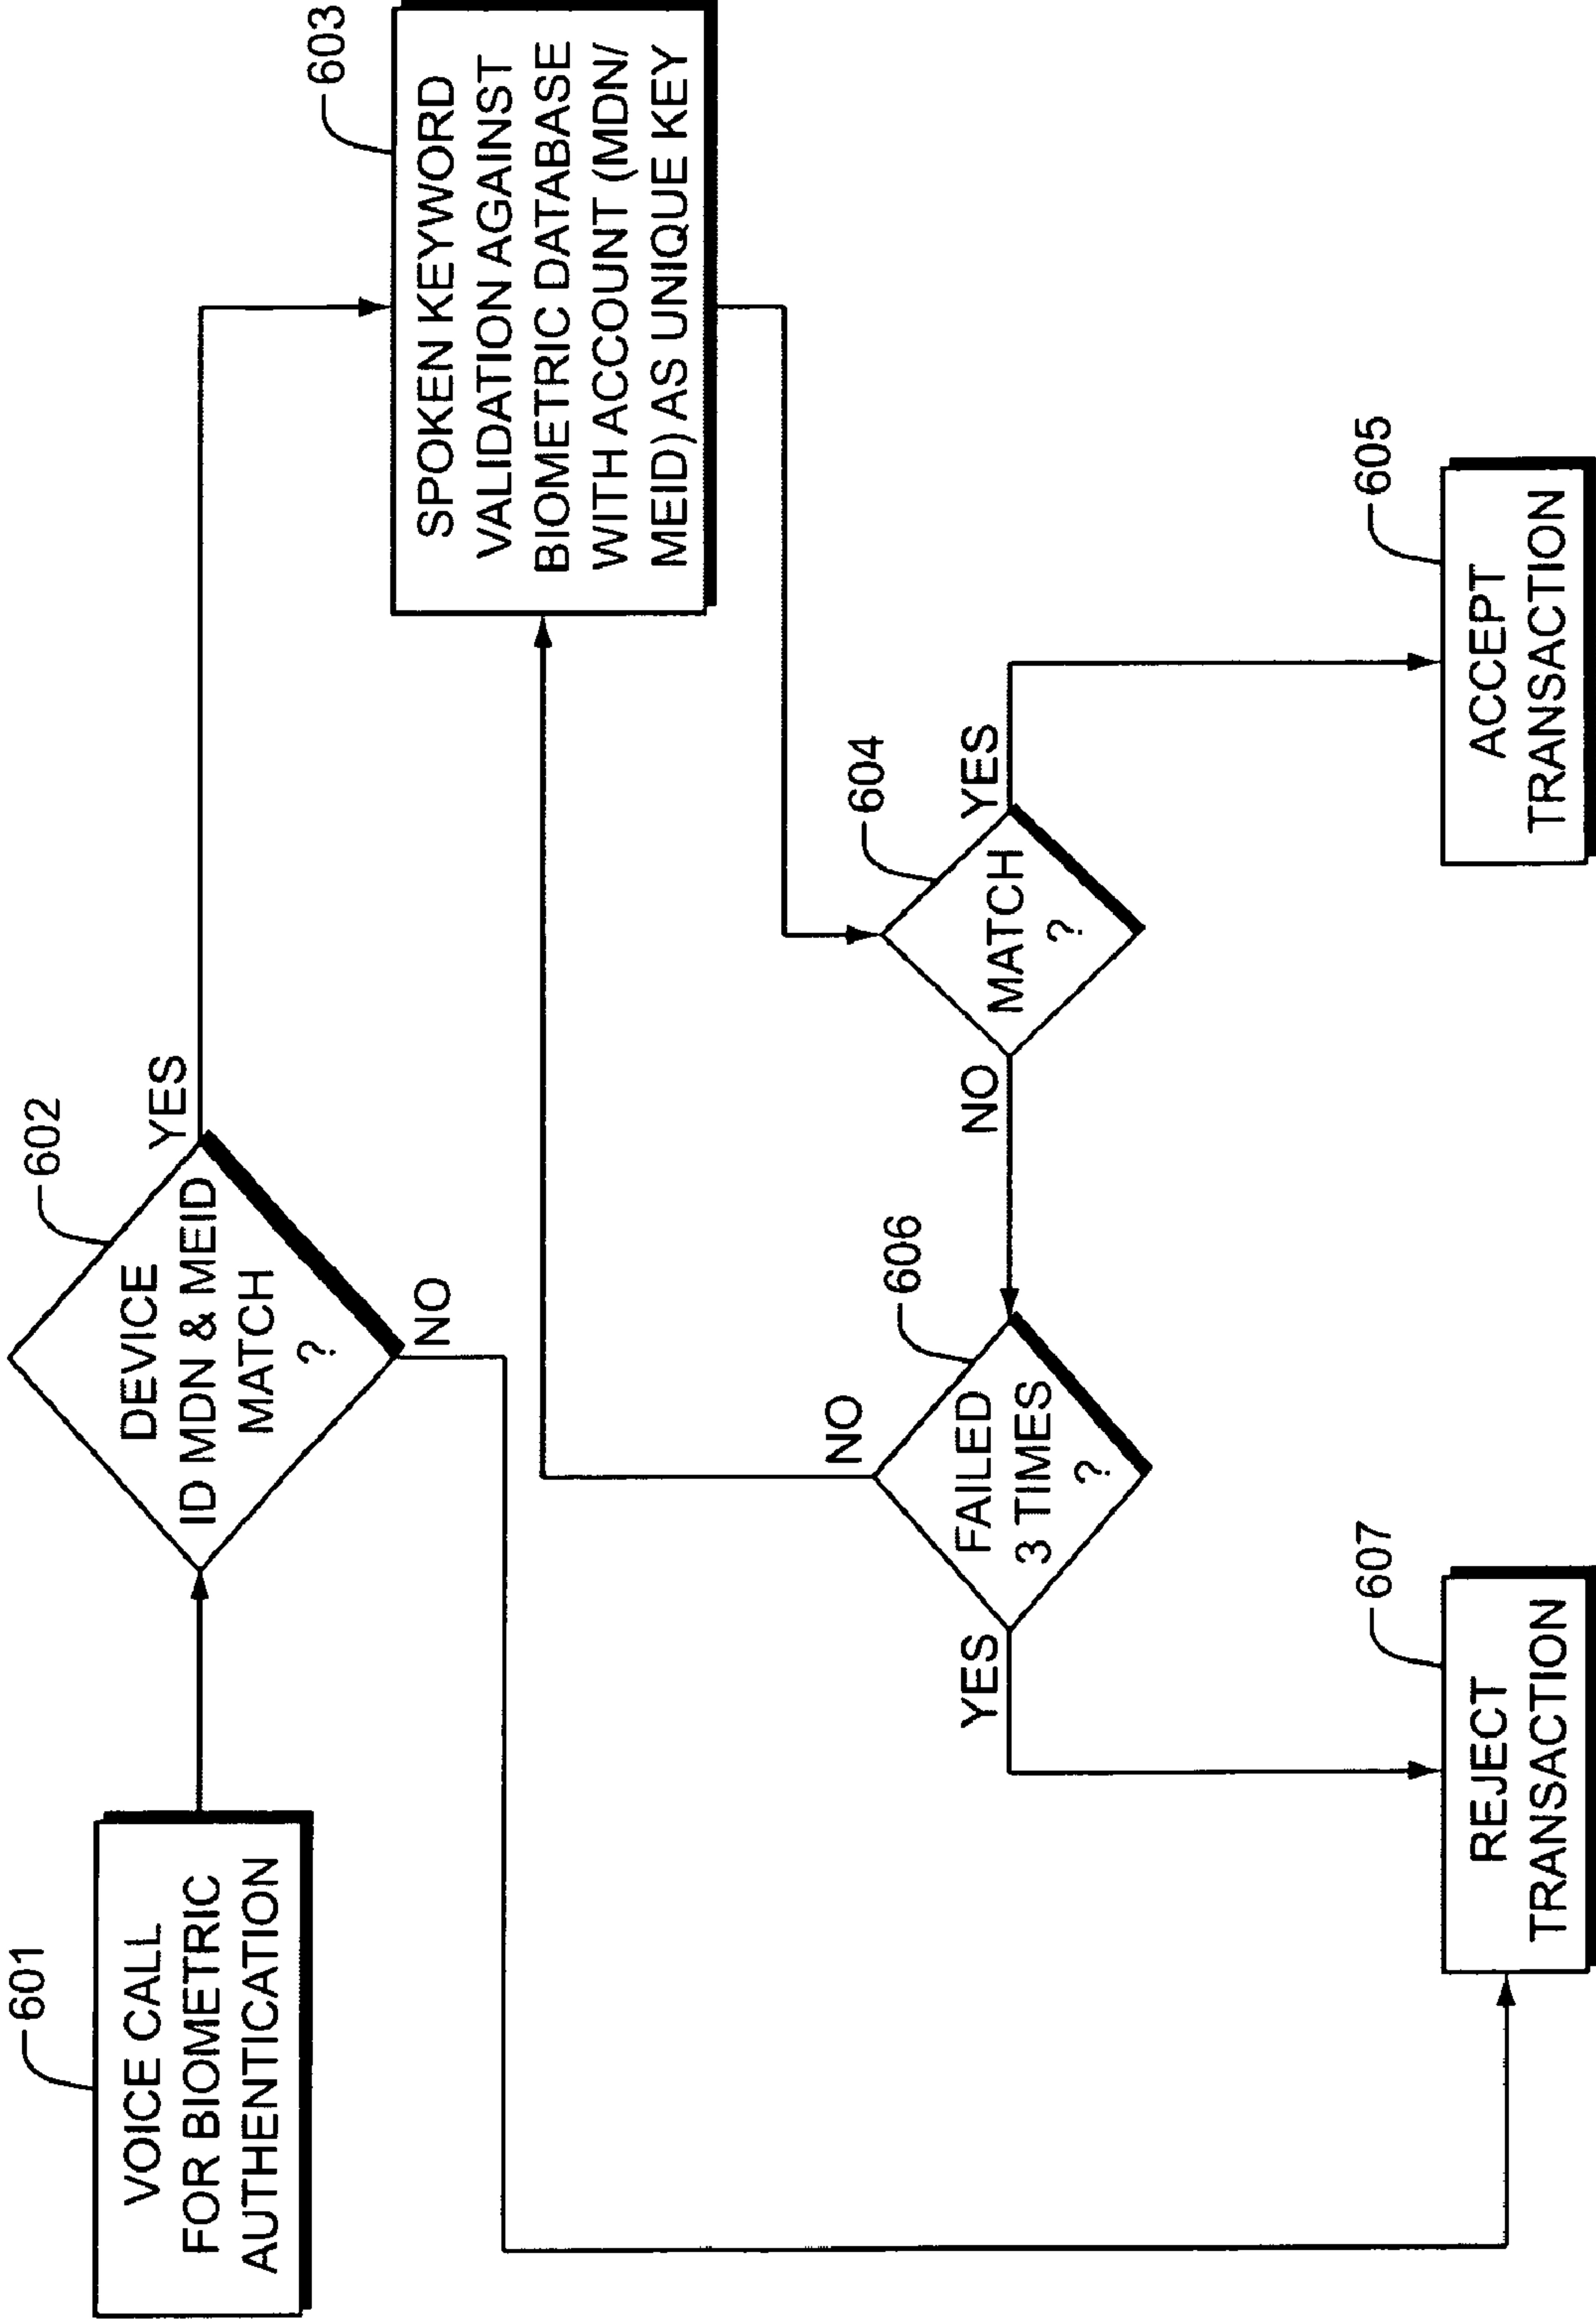 601
VOICE CALL
FOR BIOMETRIC
AUTHENTICATION
602
DEVICE
ID MDN & MEID
MATCH
?
YES
NO
603
SPOKEN KEYWORD
VALIDATION AGAINST
BIOMETRIC DATABASE
WITH ACCOUNT (MDN/
MEID) AS UNIQUE KEY
604
MATCH
?
YES
NO
606
FAILED
3 TIMES
?
NO
YES
607
REJECT
TRANSACTION
605
ACCEPT
TRANSACTION